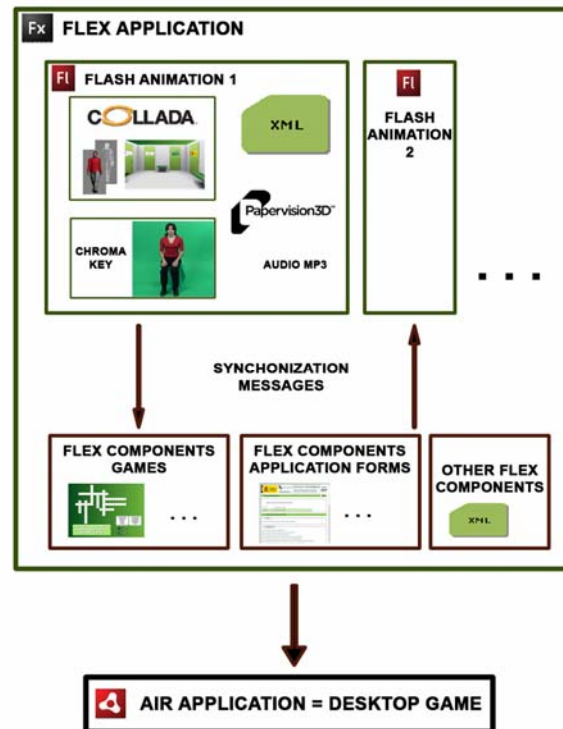 Fx FLEX APPLICATION
Fl FLASH ANIMATION 1
COLLADA
XML
Papervision3D™
CHROMA
KEY
AUDIO MP3
Fl
FLASH
ANIMATION
2
. . .
SYNCHONIZATION
MESSAGES
FLEX COMPONENTS
GAMES
. . .
FLEX COMPONENTS
APPLICATION FORMS
. . .
OTHER FLEX
COMPONENTS
XML
AIR APPLICATION = DESKTOP GAME